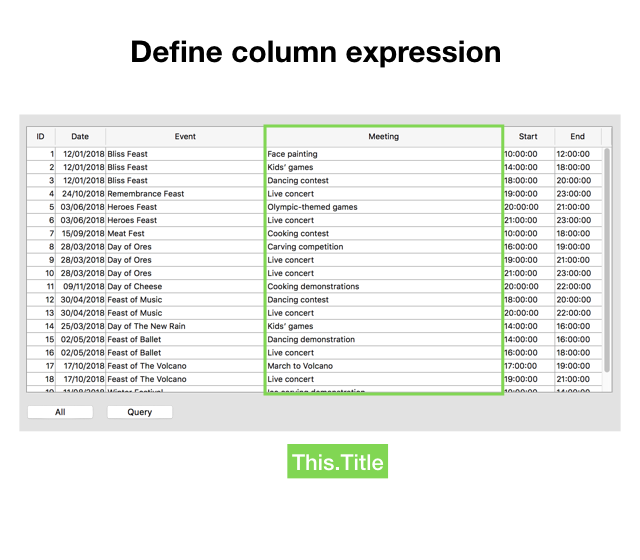 Define column expression
ID Date Event Meeting Start End
1 12/01/2018 Bliss Feast Face painting 10:00:00 12:00:00
2 12/01/2018 Bliss Feast Kids' games 14:00:00 18:00:00
3 12/01/2018 Bliss Feast Dancing contest 18:00:00 20:00:00
4 24/10/2018 Remembrance Feast Live concert 19:00:00 23:00:00
5 03/06/2018 Heroes Feast Olympic-themed games 20:00:00 21:00:00
6 03/06/2018 Heroes Feast Live concert 21:00:00 23:00:00
7 15/09/2018 Meat Fest Cooking contest 10:00:00 18:00:00
8 28/03/2018 Day of Ores Carving competition 16:00:00 19:00:00
9 28/03/2018 Day of Ores Live concert 19:00:00 21:00:00
10 28/03/2018 Day of Ores Live concert 21:00:00 23:00:00
11 09/11/2018 Day of Cheese Cooking demonstrations 20:00:00 22:00:00
12 30/04/2018 Feast of Music Dancing contest 18:00:00 20:00:00
13 30/04/2018 Feast of Music Live concert 20:00:00 22:00:00
14 25/03/2018 Day of The New Rain Kids' games 14:00:00 16:00:00
15 02/05/2018 Feast of Ballet Dancing demonstration 14:00:00 16:00:00
16 02/05/2018 Feast of Ballet Live concert 16:00:00 18:00:00
17 17/10/2018 Feast of The Volcano March to Volcano 17:00:00 19:00:00
18 17/10/2018 Feast of The Volcano Live concert 19:00:00 21:00:00
19 11/08/2018 Winter Festival Ice carving demonstration 14:00:00
All Query
This.Title